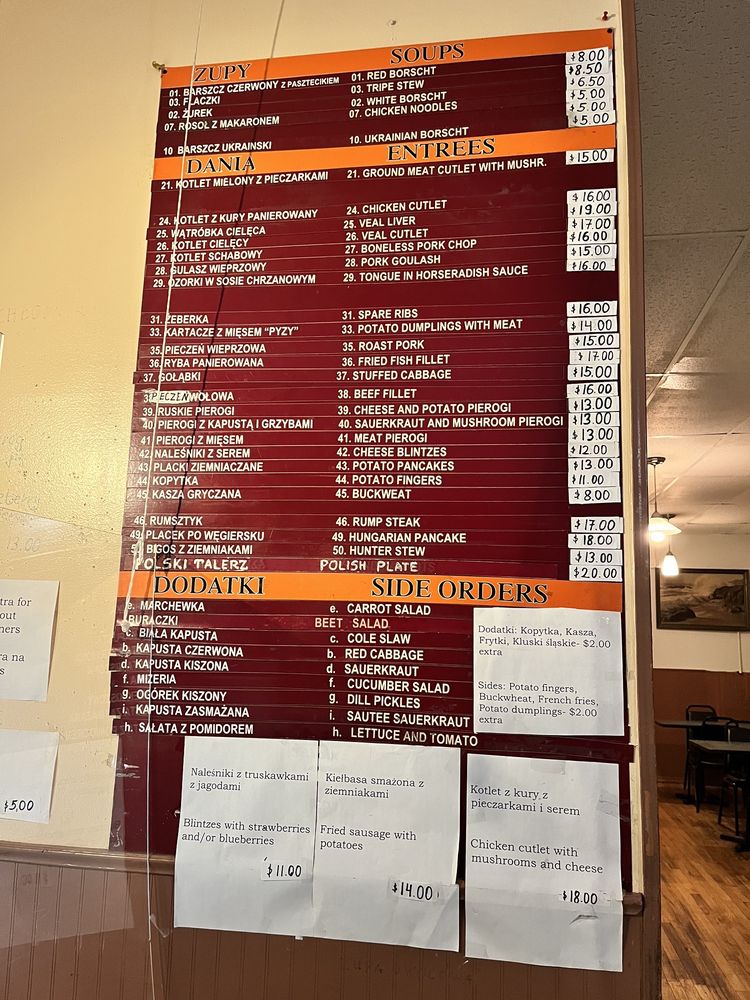 ZUPY SOUPS
01. BARSZCZ CZERWONY Z PASZTECIKIEM 01. RED BORSCHT $8.00
03. FLACZKI 03. TRIPE STEW $8.50
02. ŻUREK 02. WHITE BORSCHT $6.50
07. ROSOŁ Z MAKARONEM 07. CHICKEN NOODLES $5.00
$5.00
10 BARSZCZ UKRAINSKI 10. UKRAINIAN BORSCHT $5.00
DANIA ENTREES
21. KOTLET MIELONY Z PIECZARKAMI 21. GROUND MEAT CUTLET WITH MUSHR. $15.00
24. KOTLET Z KURY PANIEROWANY 24. CHICKEN CUTLET $16.00
25. WĄTRÓBKA CIELĘCA 25. VEAL LIVER $19.00
26. KOTLET CIELĘCY 26. VEAL CUTLET $17.00
27. KOTLET SCHABOWY 27. BONELESS PORK CHOP $16.00
28. GULASZ WIEPRZOWY 28. PORK GOULASH $15.00
29. OZORKI W SOSIE CHRZANOWYM 29. TONGUE IN HORSERADISH SAUCE $16.00
31. ŻEBERKA 31. SPARE RIBS $16.00
33. KARTACZE Z MIĘSEM "PYZY" 33. POTATO DUMPLINGS WITH MEAT $14.00
35. PIECZEŃ WIEPRZOWA 35. ROAST PORK $15.00
36. RYBA PANIEROWANA 36. FRIED FISH FILLET $17.00
37. GOŁĄBKI 37. STUFFED CABBAGE $15.00
PIECZEŃ WOŁOWA 38. BEEF FILLET $16.00
39. RUSKIE PIEROGI 39. CHEESE AND POTATO PIEROGI $13.00
40. PIEROGI Z KAPUSTĄ I GRZYBAMI 40. SAUERKRAUT AND MUSHROOM PIEROGI $13.00
41 PIEROGI Z MIĘSEM 41. MEAT PIEROGI $13.00
42. NALEŚNIKI Z SEREM 42. CHEESE BLINTZES $12.00
43. PLACKI ZIEMNIACZANE 43. POTATO PANCAKES $13.00
44. KOPYTKA 44. POTATO FINGERS $11.00
45. KASZA GRYCZANA 45. BUCKWEAT $8.00
46. RUMSZTYK 46. RUMP STEAK $17.00
49. PLACEK PO WĘGIERSKU 49. HUNGARIAN PANCAKE $18.00
BIGOS Z ZIEMNIAKAMI 50. HUNTER STEW $13.00
POLSKI TALERZ POLISH PLATE $20.00
DODATKI SIDE ORDERS
e. MARCHEWKA e. CARROT SALAD
BURACZKI BEET SALAD
c. BIAŁA KAPUSTA c. COLE SLAW
b. KAPUSTA CZERWONA b. RED CABBAGE
d. KAPUSTA KISZONA d. SAUERKRAUT
f. MIZERIA f. CUCUMBER SALAD
g. OGÓREK KISZONY g. DILL PICKLES
i. KAPUSTA ZASMAŻANA i. SAUTEE SAUERKRAUT
h. SAŁATA Z POMIDOREM h. LETTUCE AND TOMATO
Dodatki: Kopytka, Kasza,
Frytki, Kluski śląskie- $2.00
extra
Sides: Potato fingers,
Buckwheat, French fries,
Potato dumplings- $2.00
extra
Naleśniki z truskawkami
z jagodami
Blintzes with strawberries
and/or blueberries
$11.00
Kiełbasa smażona z
ziemniakami
Fried sausage with
potatoes
$14.00
Kotlet z kury z
pieczarkami i serem
Chicken cutlet with
mushrooms and cheese
$18.00
tra for
out
ners
ra na
s
$5.00